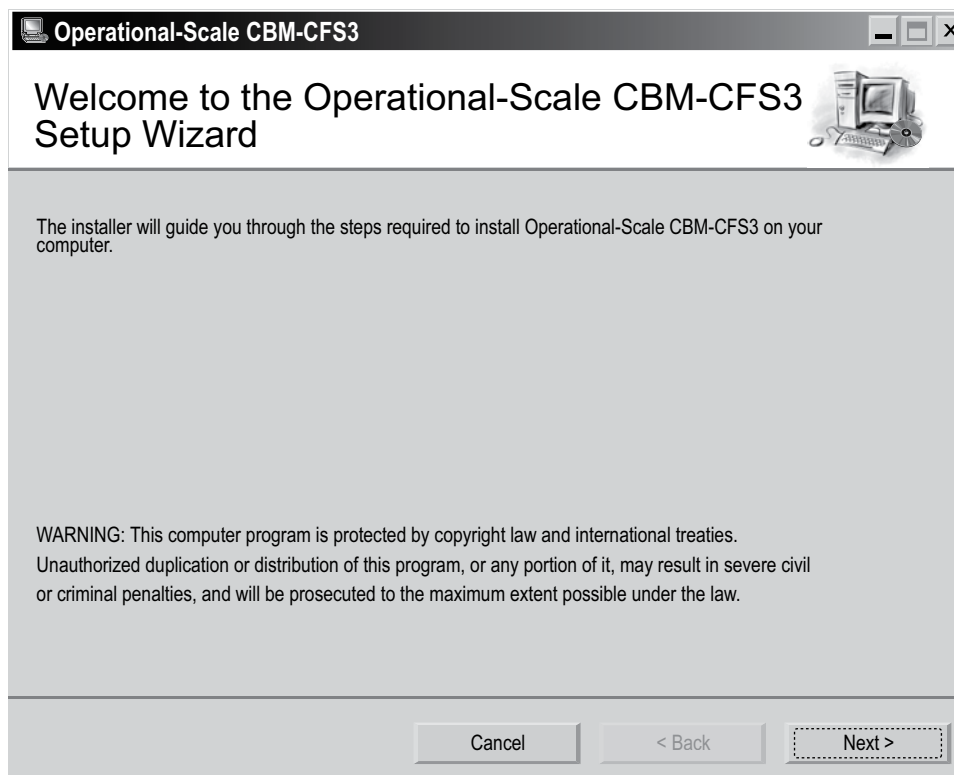 Operational-Scale CBM-CFS3
Welcome to the Operational-Scale CBM-CFS3
Setup Wizard
The installer will guide you through the steps required to install Operational-Scale CBM-CFS3 on your
computer.
WARNING: This computer program is protected by copyright law and international treaties.
Unauthorized duplication or distribution of this program, or any portion of it, may result in severe civil
or criminal penalties, and will be prosecuted to the maximum extent possible under the law.
Cancel
< Back
Next >